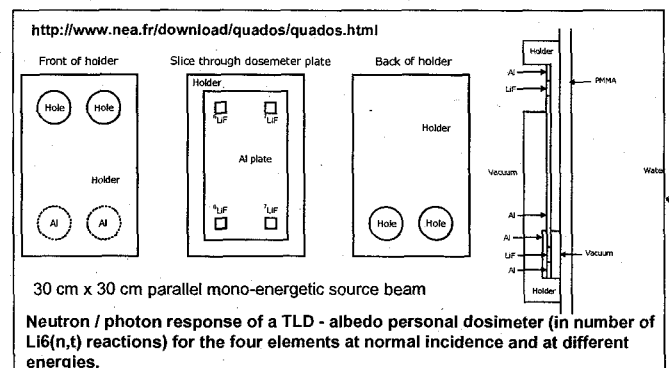 http://www.nea.fr/download/quados/quados.html
Front of holder
Slice through dosemeter plate
Back of holder
Hole
Hole
Holder
Al
Al
Holder
⁶LiF
⁷LiF
Al plate
⁶LiF
⁷LiF
Holder
Hole
Hole
Holder
Al
LiF
PMMA
Vacuum
Water
Al
Al
LiF
Al
Vacuum
Holder
30 cm x 30 cm parallel mono-energetic source beam
Neutron / photon response of a TLD - albedo personal dosimeter (in number of
Li6(n,t) reactions) for the four elements at normal incidence and at different
energies.